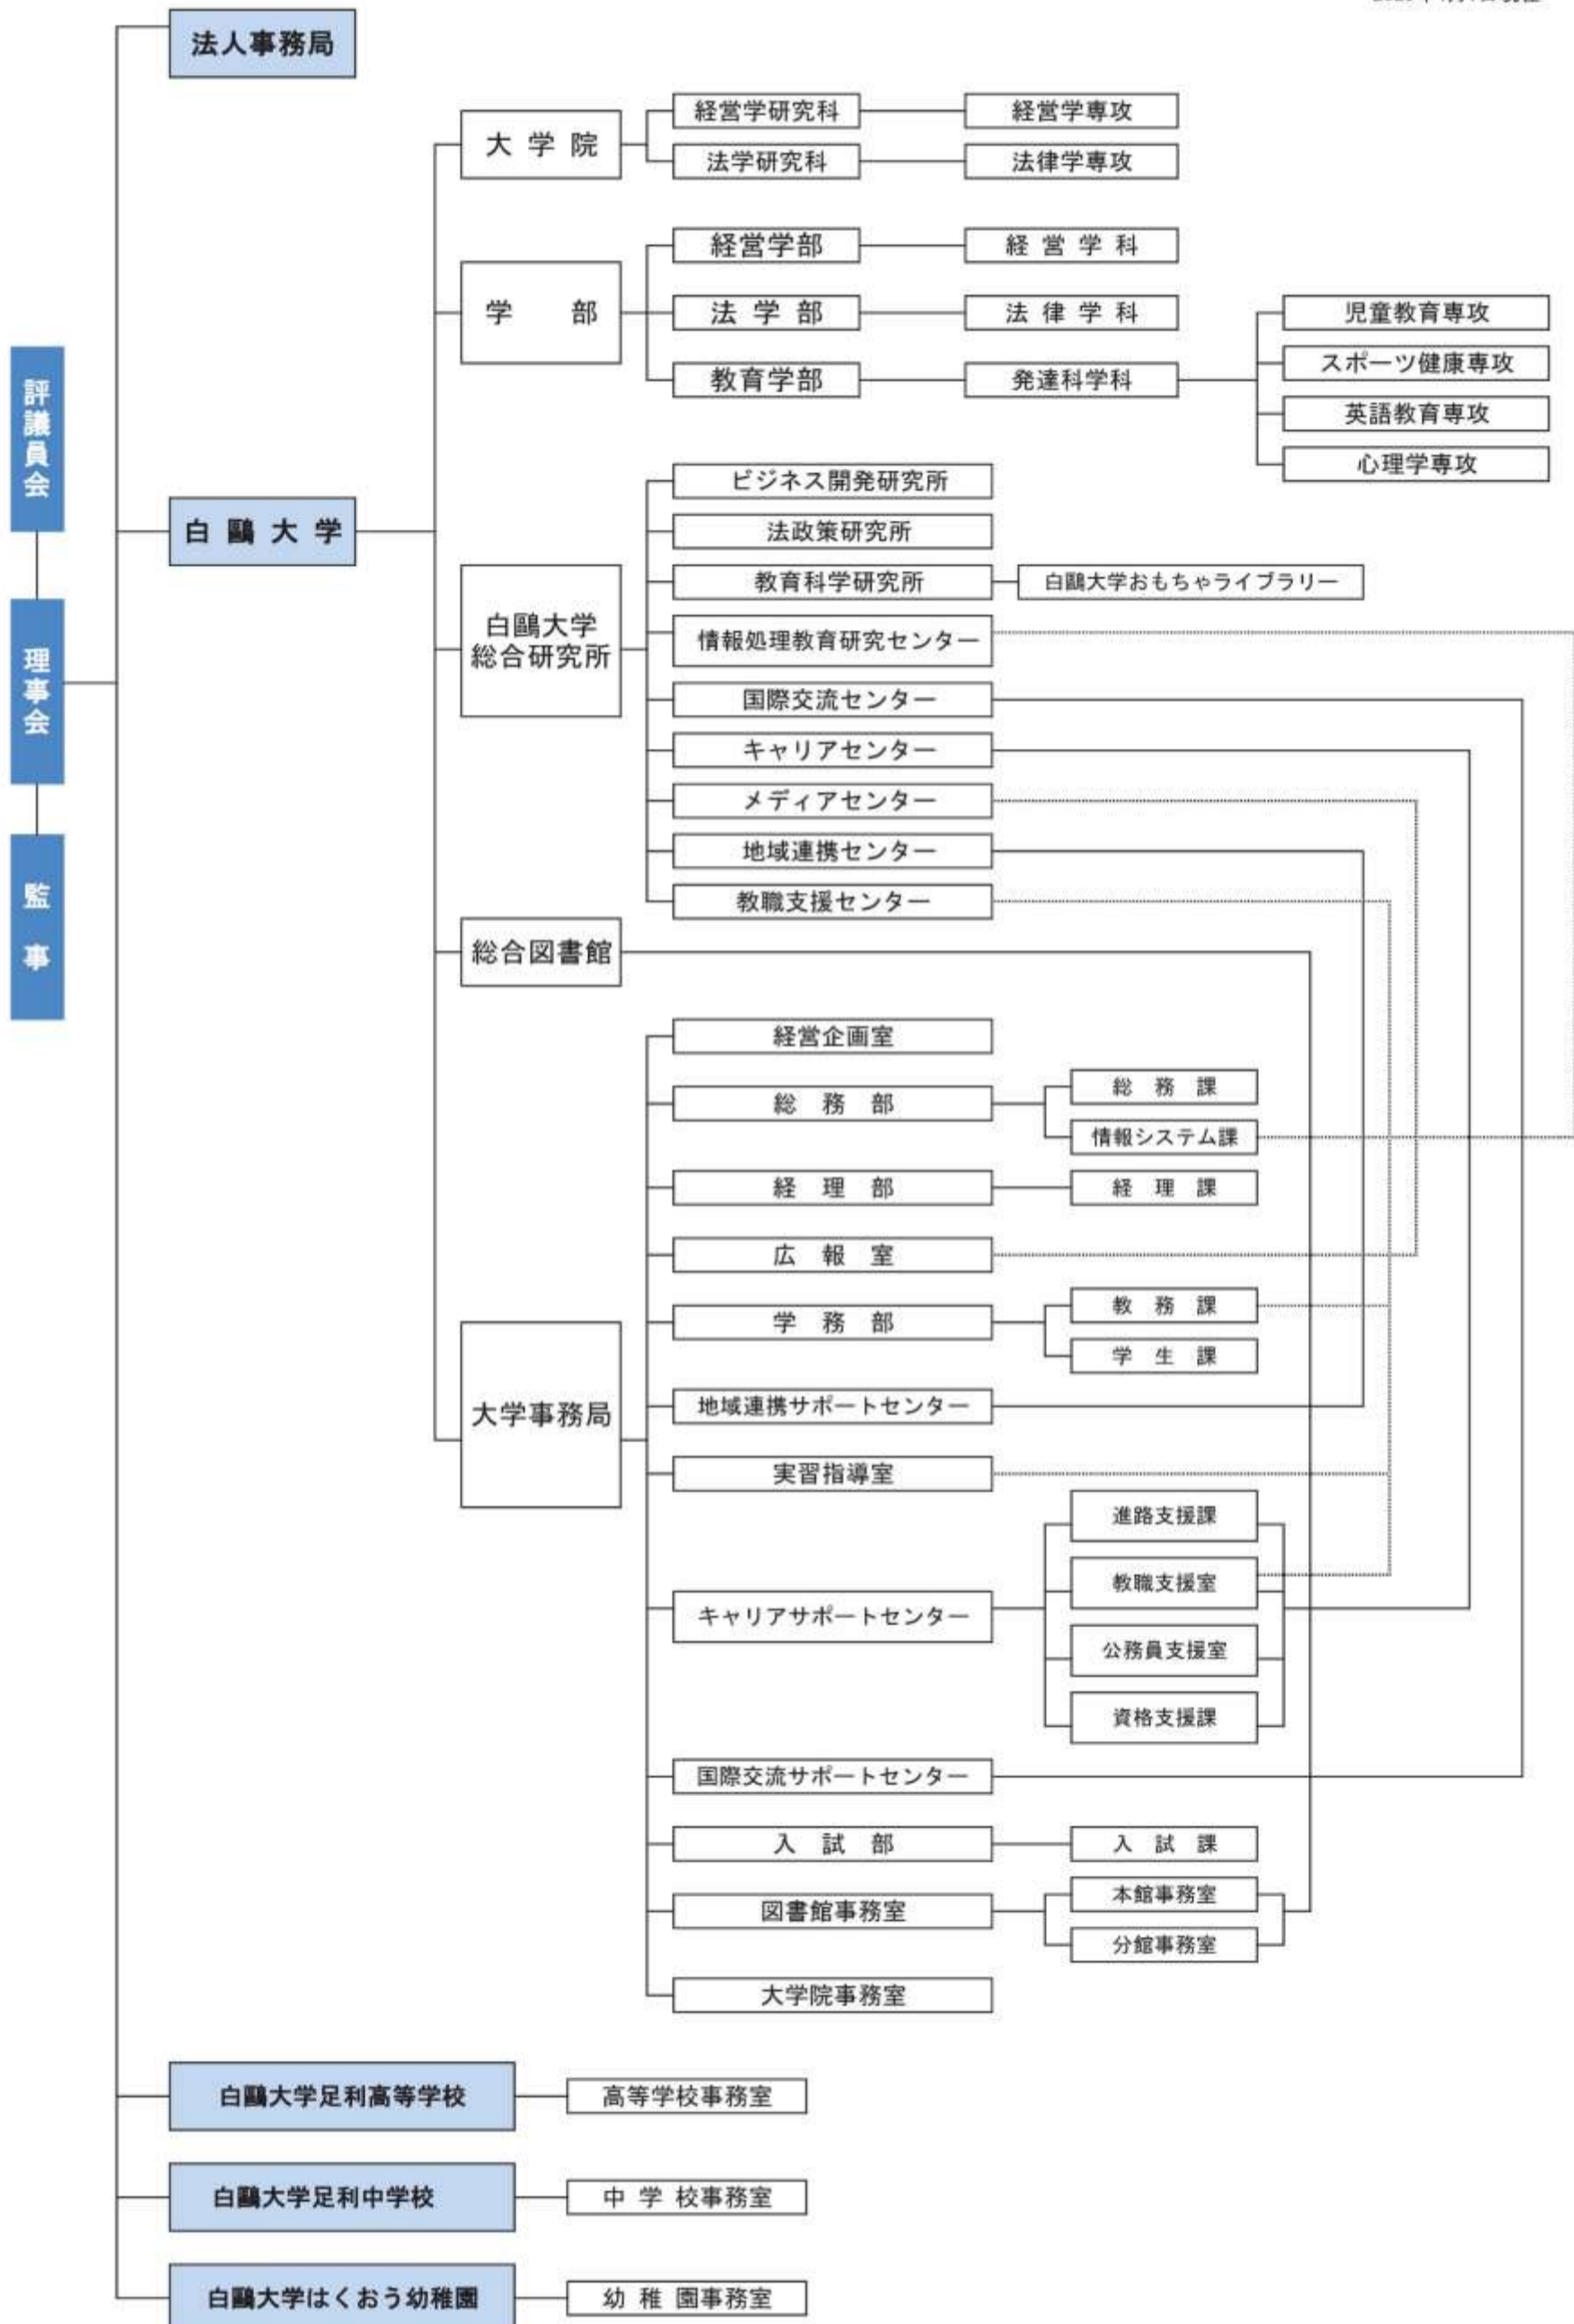 法人事務局
大学院
経営学研究科
経営学専攻
法学研究科
法律学専攻
学部
経営学部
経営学科
法学部
法律学科
教育学部
発達科学科
児童教育専攻
スポーツ健康専攻
英語教育専攻
心理学専攻
評議員会
理事会
監事
白鷗大学
白鷗大学
総合研究所
ビジネス開発研究所
法政策研究所
教育科学研究所
白鷗大学おもちゃライブラリー
情報処理教育研究センター
国際交流センター
キャリアセンター
メディアセンター
地域連携センター
教職支援センター
総合図書館
大学事務局
経営企画室
総務部
総務課
情報システム課
経理部
経理課
広報室
学務部
教務課
学生課
地域連携サポートセンター
実習指導室
キャリアサポートセンター
進路支援課
教職支援室
公務員支援室
資格支援課
国際交流サポートセンター
入試部
入試課
図書館事務室
本館事務室
分館事務室
大学院事務室
白鷗大学足利高等学校
高等学校事務室
白鷗大学足利中学校
中学校事務室
白鷗大学はくおう幼稚園
幼稚園事務室